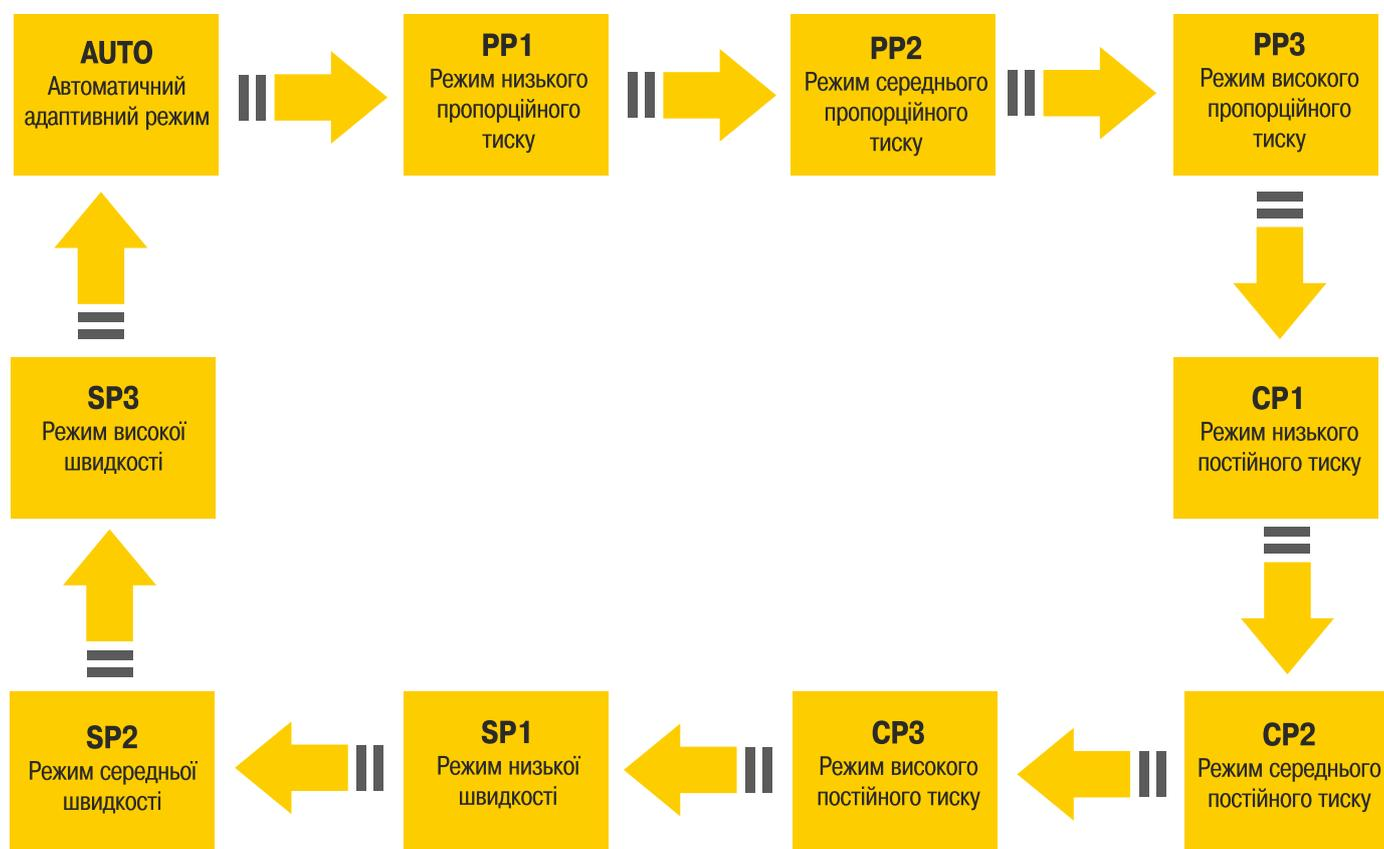 AUTO
Автоматичний
адаптивний режим
PP1
Режим низького
пропорційного
тиску
PP2
Режим середнього
пропорційного
тиску
PP3
Режим високого
пропорційного
тиску
SP3
Режим високої
швидкості
CP1
Режим низького
постійного тиску
SP2
Режим середньої
швидкості
SP1
Режим низької
швидкості
CP3
Режим високого
постійного тиску
CP2
Режим середнього
постійного тиску